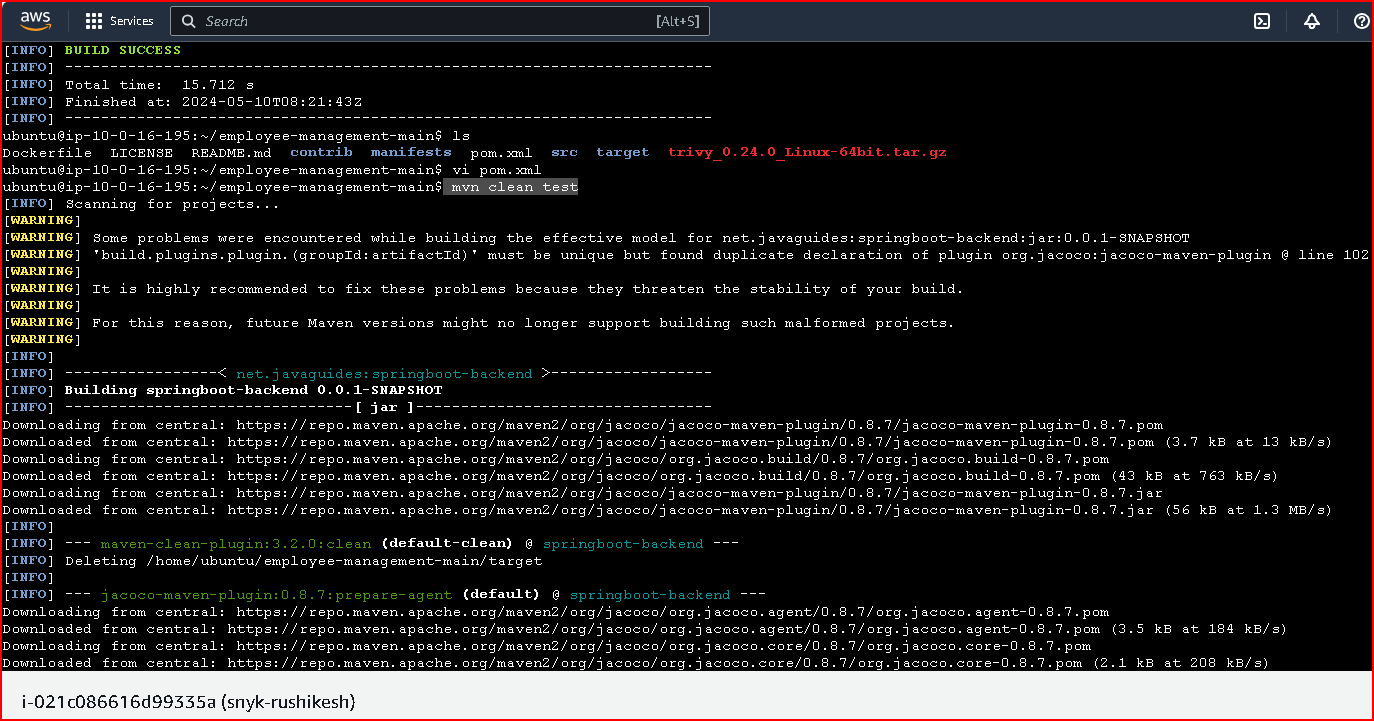 aws Services Search [Alt+S]
[INFO] BUILD SUCCESS
[INFO] ------------------------------------------------------------------------
[INFO] Total time:  15.712 s
[INFO] Finished at: 2024-05-10T08:21:43Z
[INFO] ------------------------------------------------------------------------
ubuntu@ip-10-0-16-195:~/employee-management-main$ ls
Dockerfile  LICENSE  README.md  contrib  manifests  pom.xml  src  target  trivy_0.24.0_Linux-64bit.tar.gz
ubuntu@ip-10-0-16-195:~/employee-management-main$ vi pom.xml
ubuntu@ip-10-0-16-195:~/employee-management-main$ mvn clean test
[INFO] Scanning for projects...
[WARNING]
[WARNING] Some problems were encountered while building the effective model for net.javaguides:springboot-backend:jar:0.0.1-SNAPSHOT
[WARNING] 'build.plugins.plugin.(groupId:artifactId)' must be unique but found duplicate declaration of plugin org.jacoco:jacoco-maven-plugin @ line 102
[WARNING]
[WARNING] It is highly recommended to fix these problems because they threaten the stability of your build.
[WARNING]
[WARNING] For this reason, future Maven versions might no longer support building such malformed projects.
[WARNING]
[INFO]
[INFO] -----------------< net.javaguides:springboot-backend >------------------
[INFO] Building springboot-backend 0.0.1-SNAPSHOT
[INFO] --------------------------------[ jar ]---------------------------------
Downloading from central: https://repo.maven.apache.org/maven2/org/jacoco/jacoco-maven-plugin/0.8.7/jacoco-maven-plugin-0.8.7.pom
Downloaded from central: https://repo.maven.apache.org/maven2/org/jacoco/jacoco-maven-plugin/0.8.7/jacoco-maven-plugin-0.8.7.pom (3.7 kB at 13 kB/s)
Downloading from central: https://repo.maven.apache.org/maven2/org/jacoco/org.jacoco.build/0.8.7/org.jacoco.build-0.8.7.pom
Downloaded from central: https://repo.maven.apache.org/maven2/org/jacoco/org.jacoco.build/0.8.7/org.jacoco.build-0.8.7.pom (43 kB at 763 kB/s)
Downloading from central: https://repo.maven.apache.org/maven2/org/jacoco/jacoco-maven-plugin/0.8.7/jacoco-maven-plugin-0.8.7.jar
Downloaded from central: https://repo.maven.apache.org/maven2/org/jacoco/jacoco-maven-plugin/0.8.7/jacoco-maven-plugin-0.8.7.jar (56 kB at 1.3 MB/s)
[INFO]
[INFO] --- maven-clean-plugin:3.2.0:clean (default-clean) @ springboot-backend ---
[INFO] Deleting /home/ubuntu/employee-management-main/target
[INFO]
[INFO] --- jacoco-maven-plugin:0.8.7:prepare-agent (default) @ springboot-backend ---
Downloading from central: https://repo.maven.apache.org/maven2/org/jacoco/org.jacoco.agent/0.8.7/org.jacoco.agent-0.8.7.pom
Downloaded from central: https://repo.maven.apache.org/maven2/org/jacoco/org.jacoco.agent/0.8.7/org.jacoco.agent-0.8.7.pom (3.5 kB at 184 kB/s)
Downloading from central: https://repo.maven.apache.org/maven2/org/jacoco/org.jacoco.core/0.8.7/org.jacoco.core-0.8.7.pom
Downloaded from central: https://repo.maven.apache.org/maven2/org/jacoco/org.jacoco.core/0.8.7/org.jacoco.core-0.8.7.pom (2.1 kB at 208 kB/s)
i-021c086616d99335a (snyk-rushikesh)